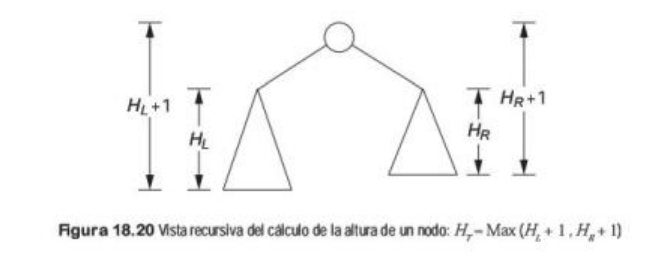 H_L+1
H_L
H_R
H_R+1
Figura 18.20 Vista recursiva del cálculo de la altura de un nodo: H_T = Max (H_L + 1, H_R + 1)